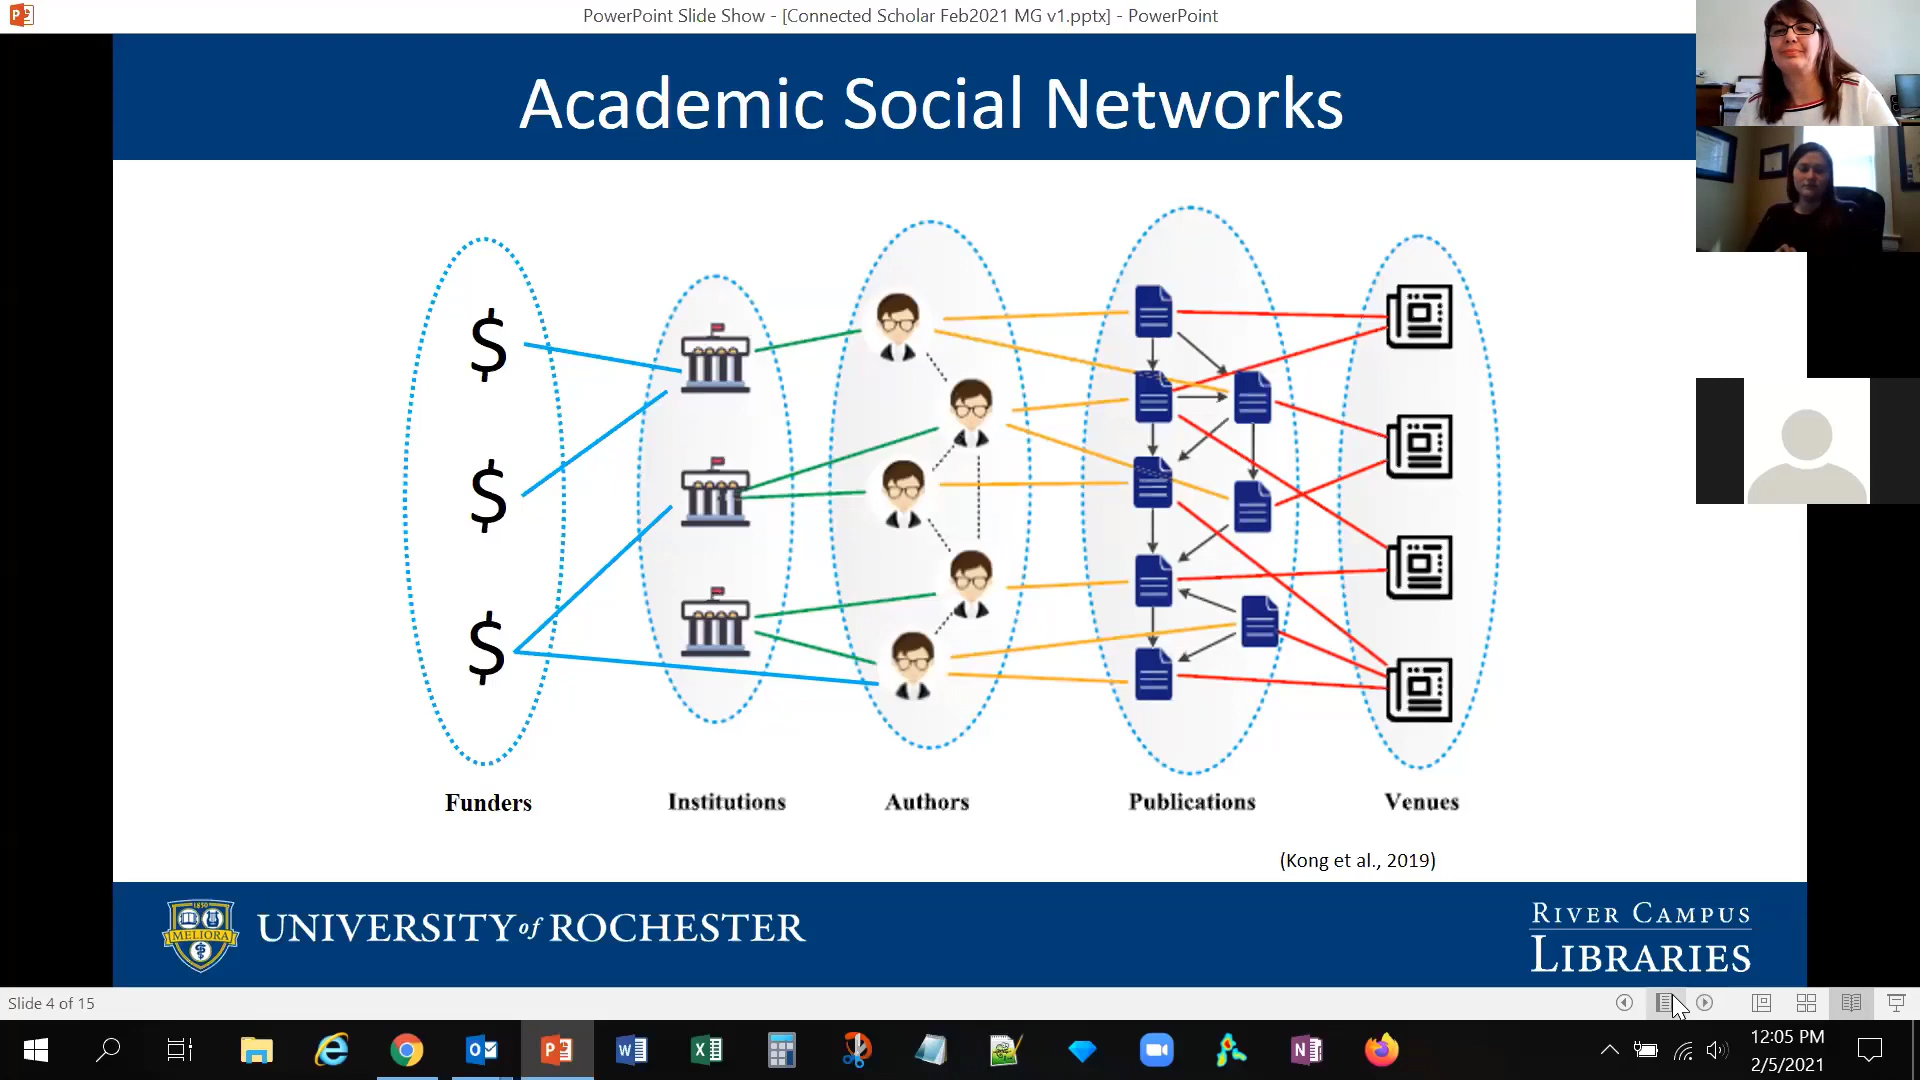 PowerPoint Slide Show - [Connected Scholar Feb2021 MG v1.pptx] - PowerPoint
Academic Social Networks
$
$
$
Funders
Institutions
Authors
Publications
Venues
(Kong et al., 2019)
1850
MELIORA
UNIVERSITY of ROCHESTER
RIVER CAMPUS
LIBRARIES
Slide 4 of 15
12:05 PM
2/5/2021